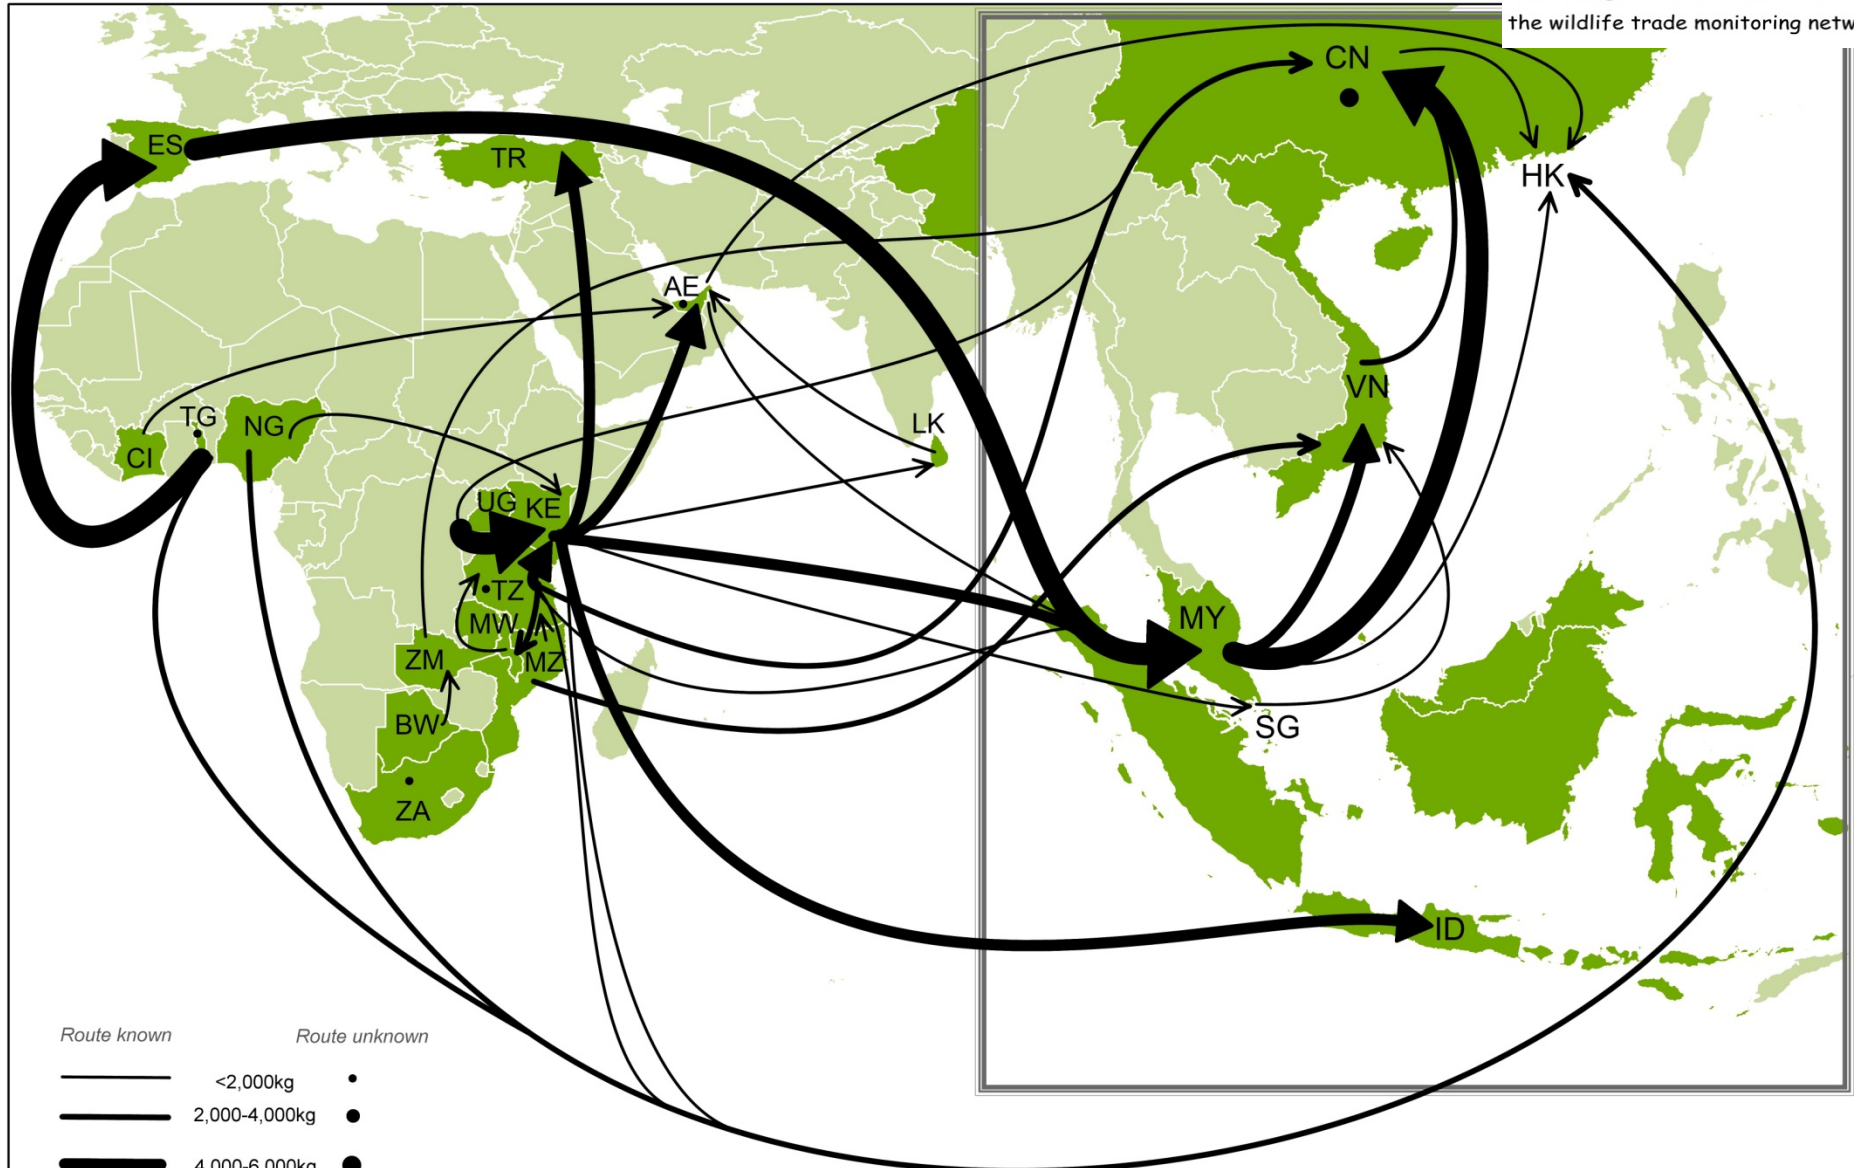 the wildlife trade monitoring netw
CN
ES
TR
HK
AE
VN
TG
NG
LK
CI
UG
KE
TZ
MW
MY
ZM
MZ
BW
SG
ZA
ID
Route known
Route unknown
<2,000kg
2,000-4,000kg
4,000-6,000kg